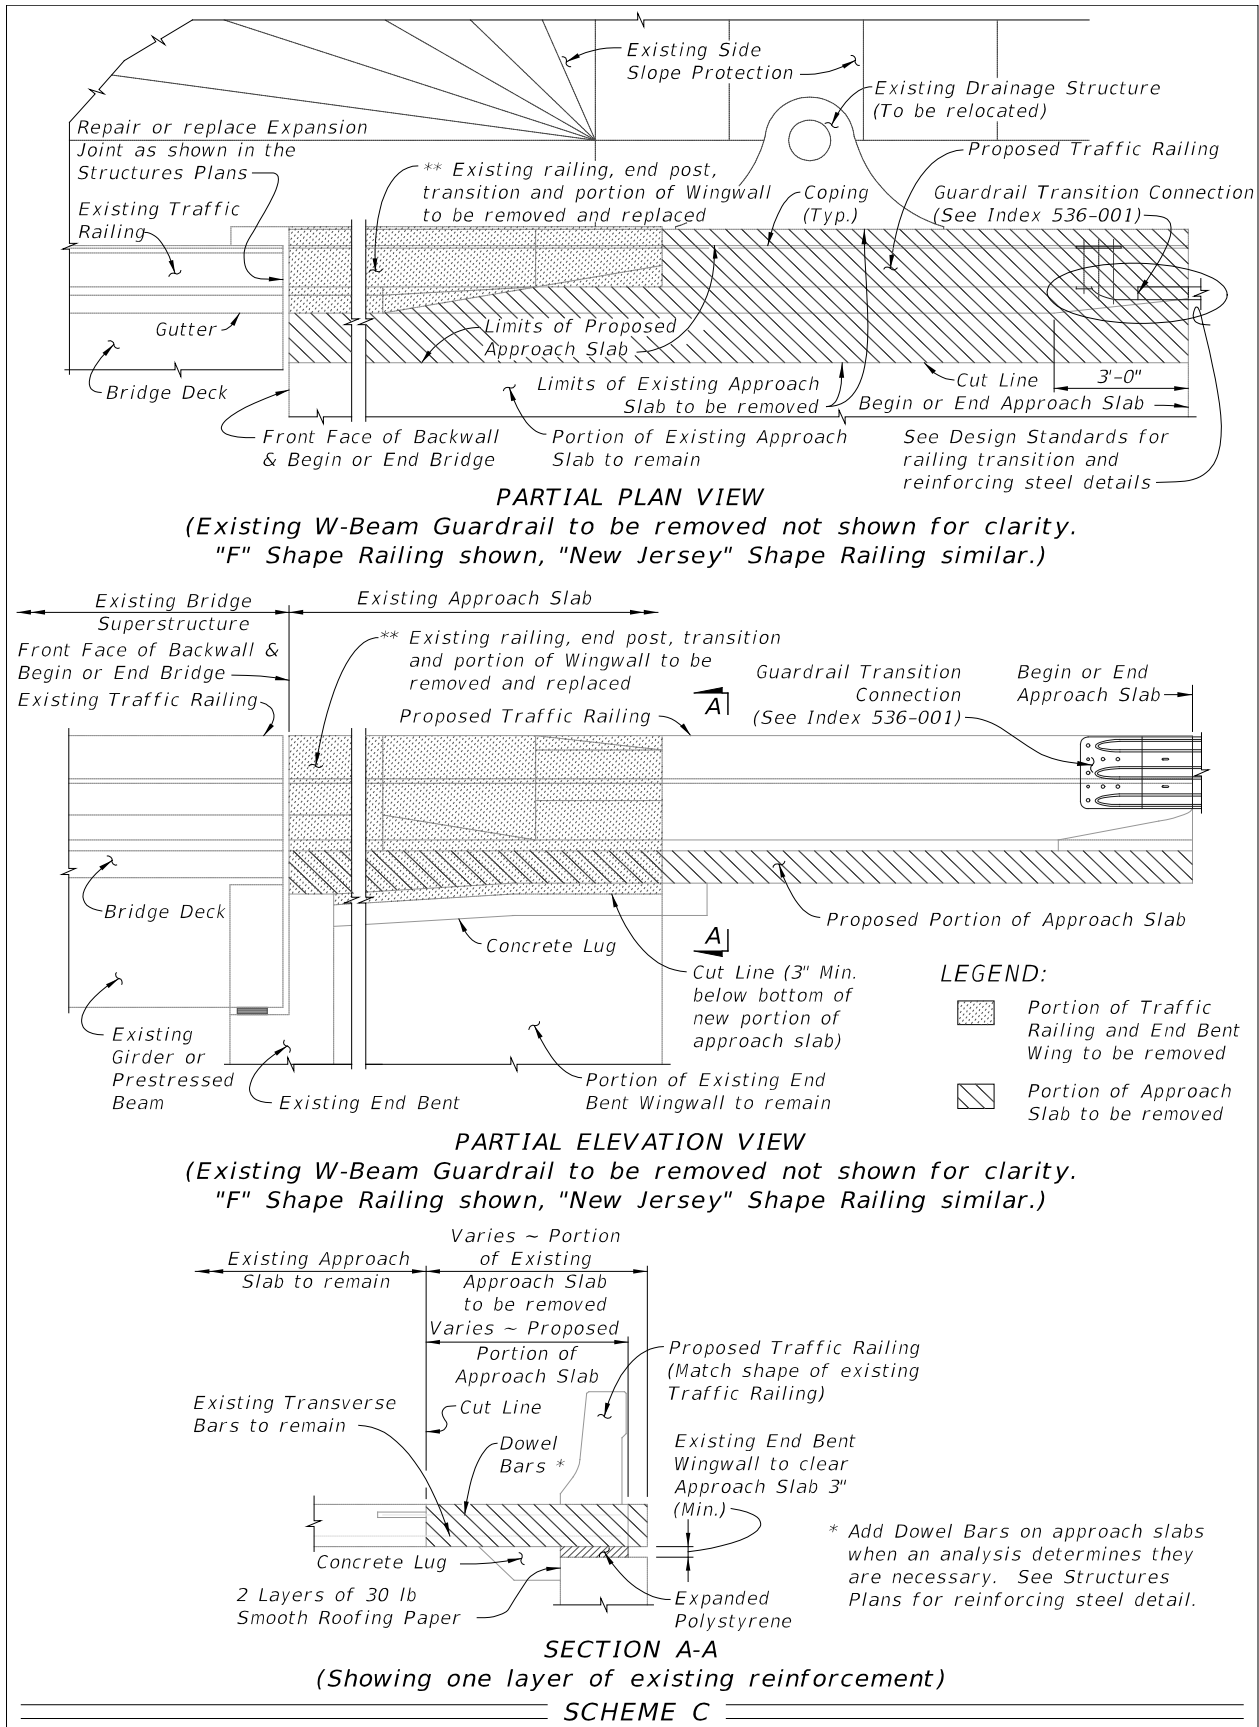 Existing Side
Slope Protection
Existing Drainage Structure
(To be relocated)
Repair or replace Expansion
Joint as shown in the
Structures Plans
Proposed Traffic Railing
** Existing railing, end post,
transition and portion of Wingwall
to be removed and replaced
Coping
(Typ.)
Guardrail Transition Connection
(See Index 536-001)
Existing Traffic
Railing
Gutter
Limits of Proposed
Approach Slab
Bridge Deck
Limits of Existing Approach
Slab to be removed
Cut Line
3'-0"
Begin or End Approach Slab
Front Face of Backwall
& Begin or End Bridge
Portion of Existing Approach
Slab to remain
See Design Standards for
railing transition and
reinforcing steel details
PARTIAL PLAN VIEW
(Existing W-Beam Guardrail to be removed not shown for clarity.
"F" Shape Railing shown, "New Jersey" Shape Railing similar.)
Existing Bridge
Superstructure
Existing Approach Slab
Front Face of Backwall &
Begin or End Bridge
Existing Traffic Railing
** Existing railing, end post, transition
and portion of Wingwall to be
removed and replaced
Proposed Traffic Railing
A
Guardrail Transition
Connection
(See Index 536-001)
Begin or End
Approach Slab
Bridge Deck
Concrete Lug
A
Proposed Portion of Approach Slab
Cut Line (3" Min.
below bottom of
new portion of
approach slab)
Existing
Girder or
Prestressed
Beam
Existing End Bent
Portion of Existing End
Bent Wingwall to remain
LEGEND:
Portion of Traffic
Railing and End Bent
Wing to be removed
Portion of Approach
Slab to be removed
PARTIAL ELEVATION VIEW
(Existing W-Beam Guardrail to be removed not shown for clarity.
"F" Shape Railing shown, "New Jersey" Shape Railing similar.)
Existing Approach
Slab to remain
Varies ~ Portion
of Existing
Approach Slab
to be removed
Varies ~ Proposed
Portion of
Approach Slab
Proposed Traffic Railing
(Match shape of existing
Traffic Railing)
Existing Transverse
Bars to remain
Cut Line
Dowel
Bars *
Existing End Bent
Wingwall to clear
Approach Slab 3"
(Min.)
Concrete Lug
2 Layers of 30 lb
Smooth Roofing Paper
Expanded
Polystyrene
* Add Dowel Bars on approach slabs
when an analysis determines they
are necessary. See Structures
Plans for reinforcing steel detail.
SECTION A-A
(Showing one layer of existing reinforcement)
SCHEME C